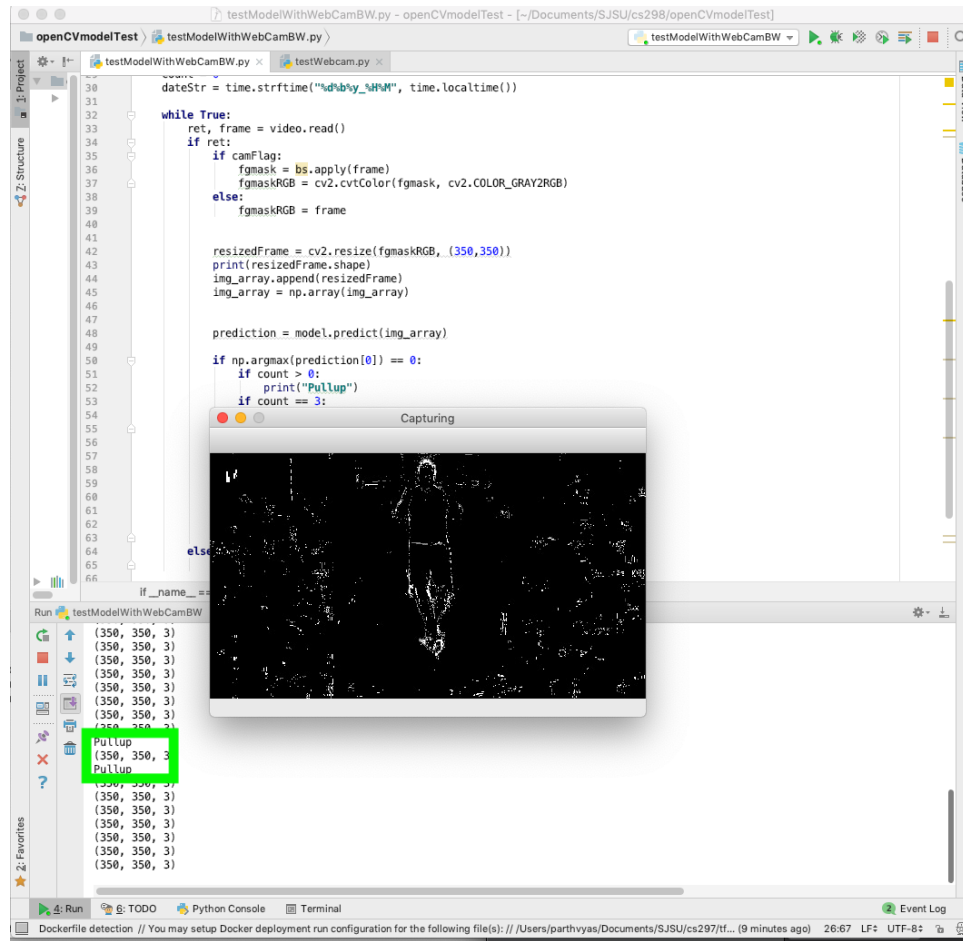 testModelWithWebCamBW.py - openCVmodelTest - [~/Documents/SJSU/cs298/openCVmodelTest]
openCVmodelTest testModelWithWebCamBW.py testModelWithWebCamBW
testModelWithWebCamBW.py testWebcam.py
1: Project
Z: Structure
2: Favorites
30 dateStr = time.strftime("%d%b%y_%H%M", time.localtime())
31
32 while True:
33 ret, frame = video.read()
34 if ret:
35 if camFlag:
36 fgmask = bs.apply(frame)
37 fgmaskRGB = cv2.cvtColor(fgmask, cv2.COLOR_GRAY2RGB)
38 else:
39 fgmaskRGB = frame
40
41
42 resizedFrame = cv2.resize(fgmaskRGB, (350,350))
43 print(resizedFrame.shape)
44 img_array.append(resizedFrame)
45 img_array = np.array(img_array)
46
47
48 prediction = model.predict(img_array)
49
50 if np.argmax(prediction[0]) == 0:
51 if count > 0:
52 print("Pullup")
53 if count == 3:
54
55
56
57
58
59
60
61
62
63
64 else
65
66
Capturing
if __name__ ==
Run testModelWithWebCamBW
(350, 350, 3)
(350, 350, 3)
(350, 350, 3)
(350, 350, 3)
(350, 350, 3)
(350, 350, 3)
(350, 350, 3)
(350, 350, 3)
Pullup
(350, 350, 3
Pullup
(350, 350, 3)
(350, 350, 3)
(350, 350, 3)
(350, 350, 3)
(350, 350, 3)
(350, 350, 3)
(350, 350, 3)
4: Run 6: TODO Python Console Terminal 2 Event Log
Dockerfile detection // You may setup Docker deployment run configuration for the following file(s): // /Users/parthvyas/Documents/SJSU/cs297/tf... (9 minutes ago) 26:67 LF UTF-8